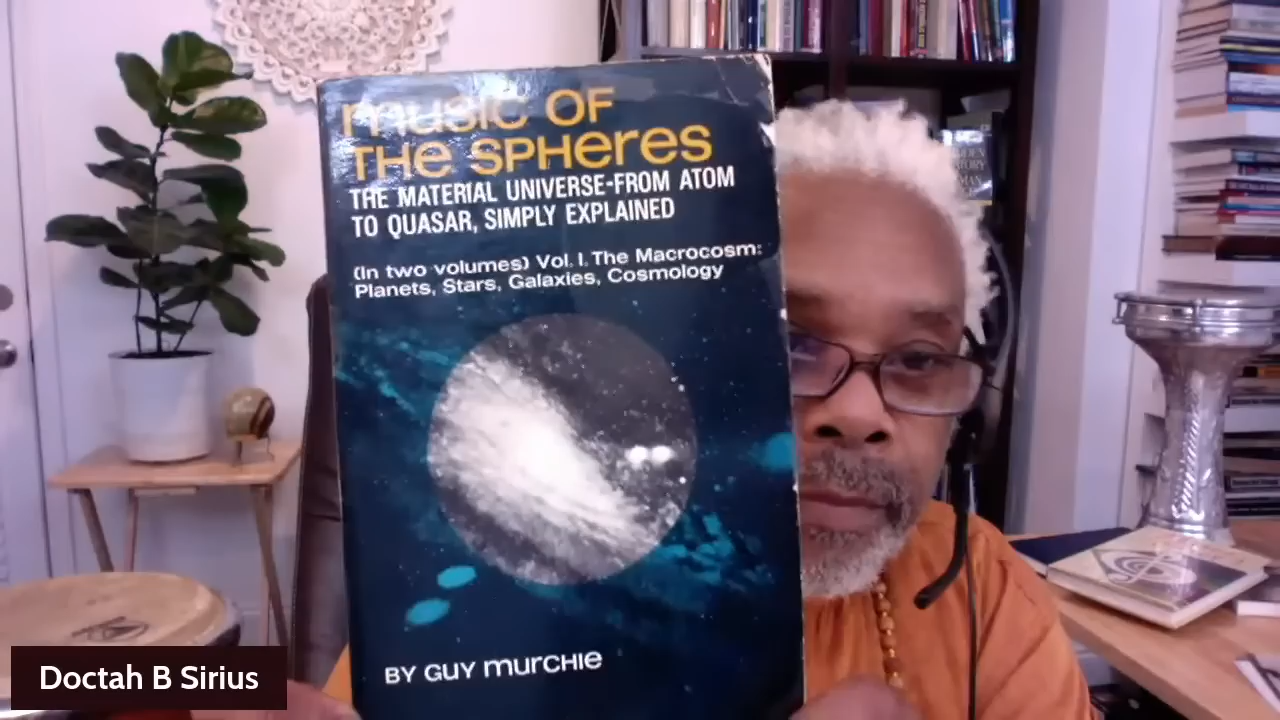 music OF
THE SPHeres
THE MATERIAL UNIVERSE-FROM ATOM
TO QUASAR, SIMPLY EXPLAINED
(In two volumes) Vol. I. The Macrocosm:
Planets, Stars, Galaxies, Cosmology
BY GUY murcHie
Doctah B Sirius